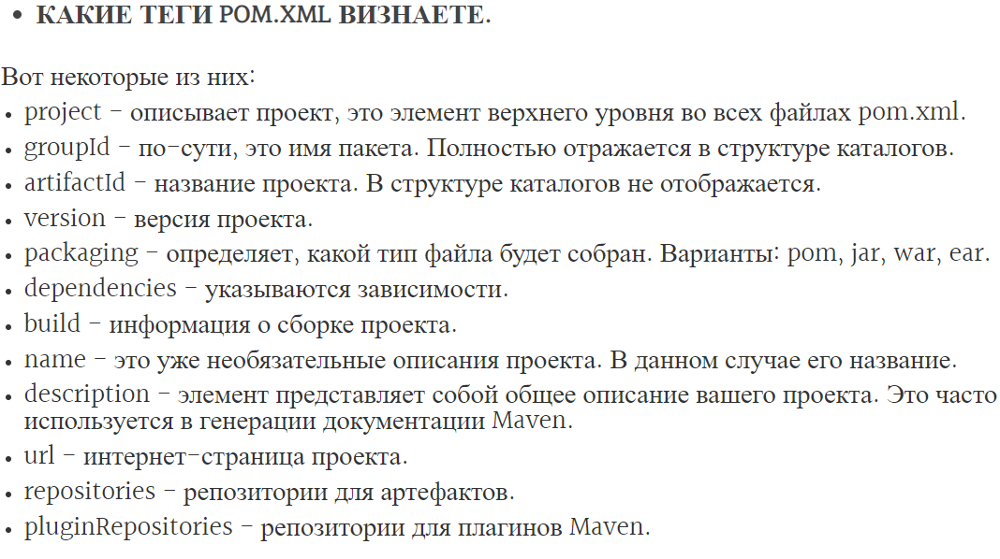 • КАКИЕ ТЕГИ POM.XML ВИЗНАЕТЕ.
Вот некоторые из них:
• project – описывает проект, это элемент верхнего уровня во всех файлах pom.xml.
• groupId – по-сути, это имя пакета. Полностью отражается в структуре каталогов.
• artifactId – название проекта. В структуре каталогов не отображается.
• version – версия проекта.
• packaging – определяет, какой тип файла будет собран. Варианты: pom, jar, war, ear.
• dependencies – указываются зависимости.
• build – информация о сборке проекта.
• name – это уже необязательные описания проекта. В данном случае его название.
• description – элемент представляет собой общее описание вашего проекта. Это часто
используется в генерации документации Maven.
• url – интернет-страница проекта.
• repositories – репозитории для артефактов.
• pluginRepositories – репозитории для плагинов Maven.